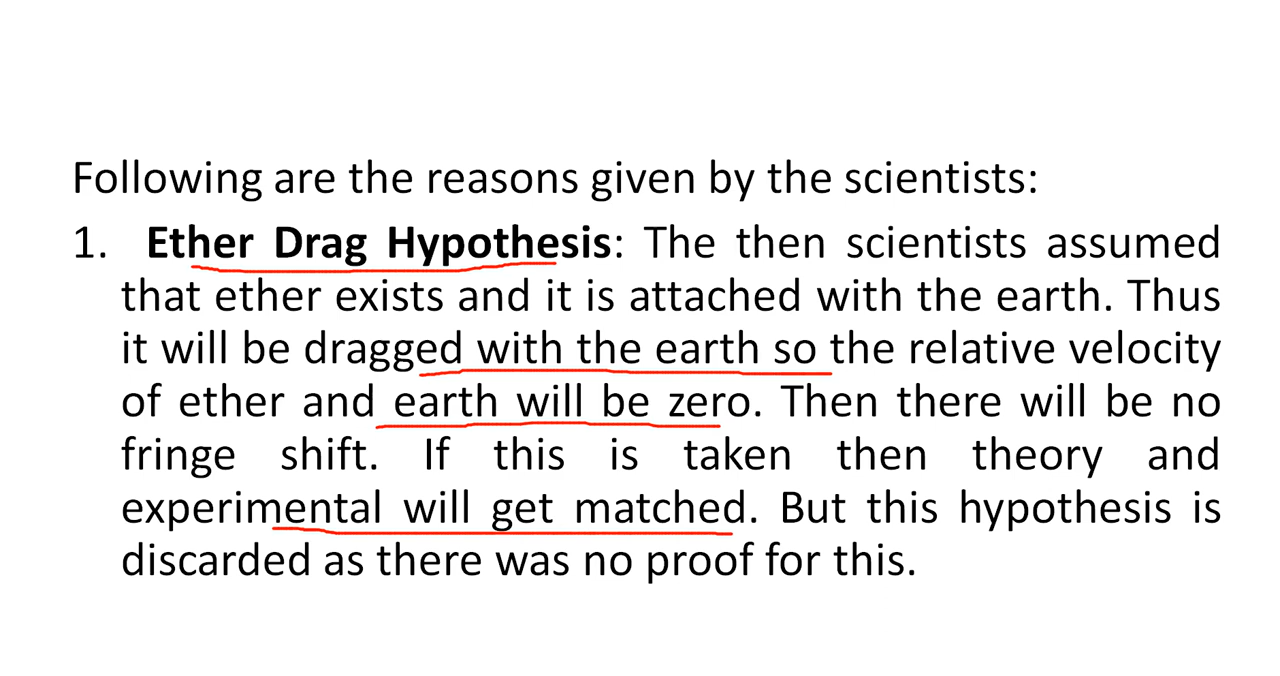 Following are the reasons given by the scientists:
1. Ether Drag Hypothesis: The then scientists assumed
that ether exists and it is attached with the earth. Thus
it will be dragged with the earth so the relative velocity
of ether and earth will be zero. Then there will be no
fringe shift. If this is taken then theory and
experimental will get matched. But this hypothesis is
discarded as there was no proof for this.